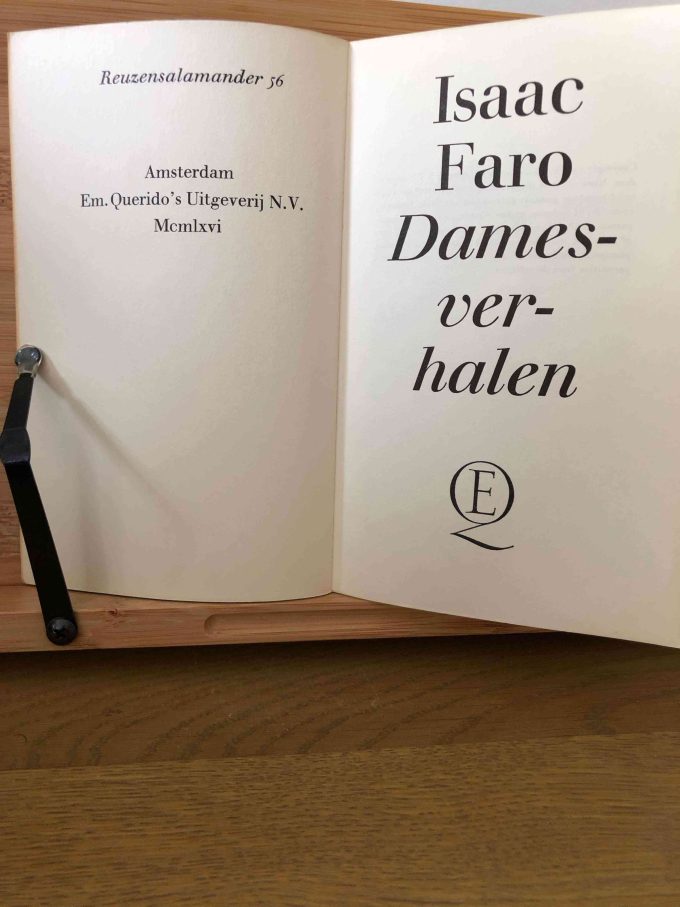 Reuzensalamander 56
Amsterdam
Em. Querido's Uitgeverij N.V.
Mcmlxvi
Isaac
Faro
Dames-
ver-
halen
EQ